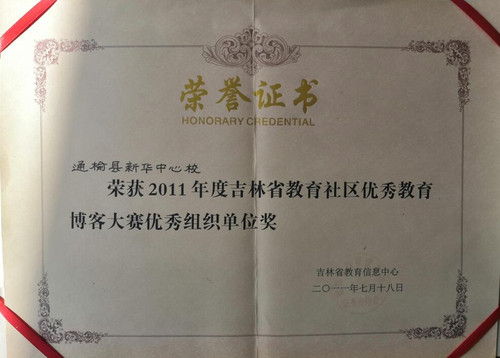 荣誉证书
HONORARY CREDENTIAL
通榆县新华中心校
荣获2011年度吉林省教育社区优秀教育
博客大赛优秀组织单位奖
吉林省教育信息中心
二〇一一年七月十八日